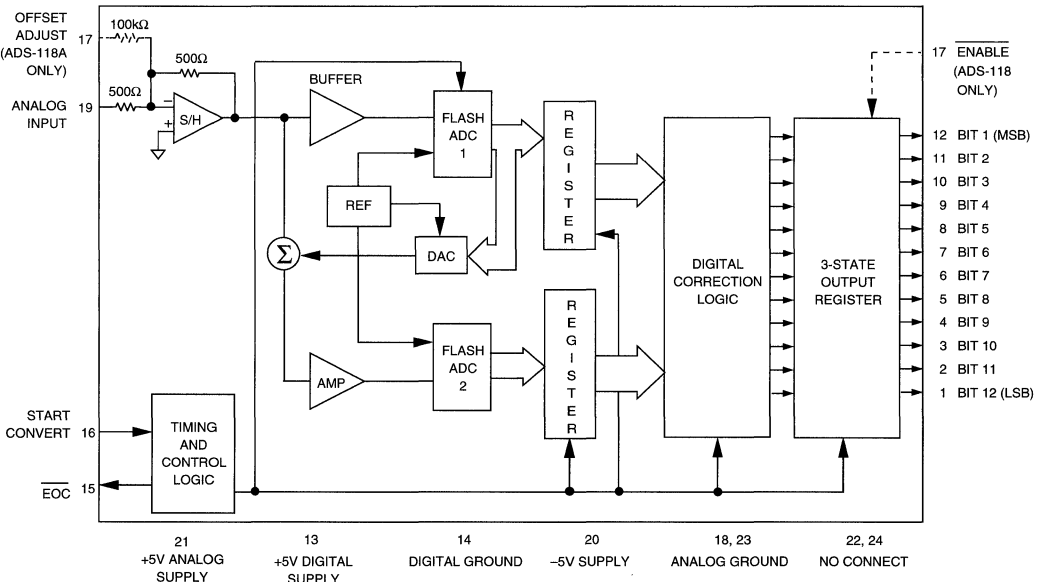 OFFSET
ADJUST
(ADS-118A
ONLY)
17
100kΩ
500Ω
500Ω
ANALOG
INPUT
19
–
+
S/H
BUFFER
FLASH
ADC
1
REF
DAC
Σ
AMP
FLASH
ADC
2
REGISTER
REGISTER
DIGITAL
CORRECTION
LOGIC
3-STATE
OUTPUT
REGISTER
17 ENABLE
(ADS-118
ONLY)
12 BIT 1 (MSB)
11 BIT 2
10 BIT 3
9 BIT 4
8 BIT 5
7 BIT 6
6 BIT 7
5 BIT 8
4 BIT 9
3 BIT 10
2 BIT 11
1 BIT 12 (LSB)
START
CONVERT 16
EOC 15
TIMING
AND
CONTROL
LOGIC
21
+5V ANALOG
SUPPLY
13
+5V DIGITAL
SUPPLY
14
DIGITAL GROUND
20
–5V SUPPLY
18, 23
ANALOG GROUND
22, 24
NO CONNECT